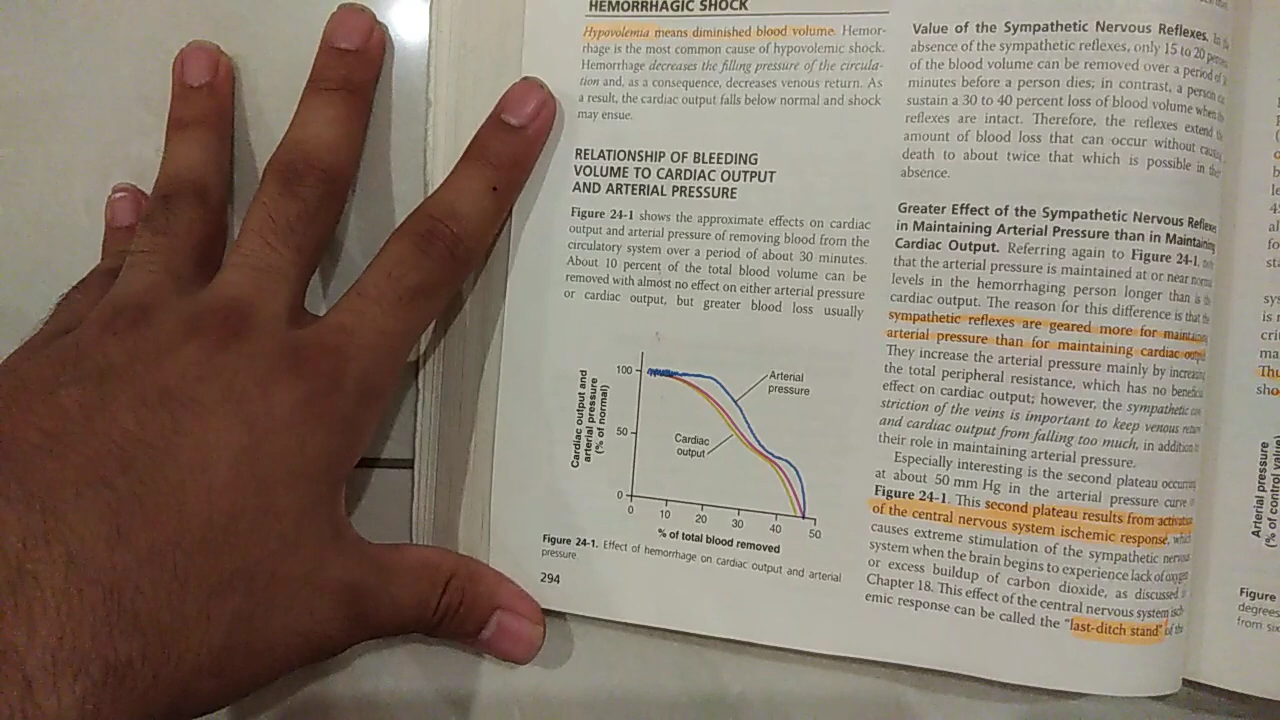 HEMORRHAGIC SHOCK
Hypovolemia means diminished blood volume. Hemor-
rhage is the most common cause of hypovolemic shock.
Hemorrhage decreases the filling pressure of the circula-
tion and, as a consequence, decreases venous return. As
a result, the cardiac output falls below normal and shock
may ensue.
RELATIONSHIP OF BLEEDING
VOLUME TO CARDIAC OUTPUT
AND ARTERIAL PRESSURE
Figure 24-1 shows the approximate effects on cardiac
output and arterial pressure of removing blood from the
circulatory system over a period of about 30 minutes.
About 10 percent of the total blood volume can be
removed with almost no effect on either arterial pressure
or cardiac output, but greater blood loss usually
Cardiac output and
arterial pressure
(% of normal)
100
50
0
Arterial
pressure
Cardiac
output
0 10 20 30 40 50
% of total blood removed
Figure 24-1. Effect of hemorrhage on cardiac output and arterial
pressure.
294
Value of the Sympathetic Nervous Reflexes. In
absence of the sympathetic reflexes, only 15 to 20
of the blood volume can be removed over a period of
minutes before a person dies; in contrast, a person
sustain a 30 to 40 percent loss of blood volume when
reflexes are intact. Therefore, the reflexes extend
amount of blood loss that can occur without
death to about twice that which is possible in
absence.
Greater Effect of the Sympathetic Nervous Reflexes
in Maintaining Arterial Pressure than in Maintaining
Cardiac Output. Referring again to Figure 24-1,
that the arterial pressure is maintained at or near
levels in the hemorrhaging person longer than is
cardiac output. The reason for this difference is that
sympathetic reflexes are geared more for
arterial pressure than for maintaining cardiac
They increase the arterial pressure mainly by increasing
the total peripheral resistance, which has no
effect on cardiac output; however, the sympathetic
striction of the veins is important to keep venous
and cardiac output from falling too much, in addition
their role in maintaining arterial pressure.
Especially interesting is the second plateau occurring
at about 50 mm Hg in the arterial pressure curve
Figure 24-1. This second plateau results from
of the central nervous system ischemic response,
causes extreme stimulation of the sympathetic
system when the brain begins to experience lack of
or excess buildup of carbon dioxide, as discussed
Chapter 18. This effect of the central nervous system
emic response can be called the "last-ditch stand" of
Arterial pressure
(% of control value)
Figure
degrees
from six